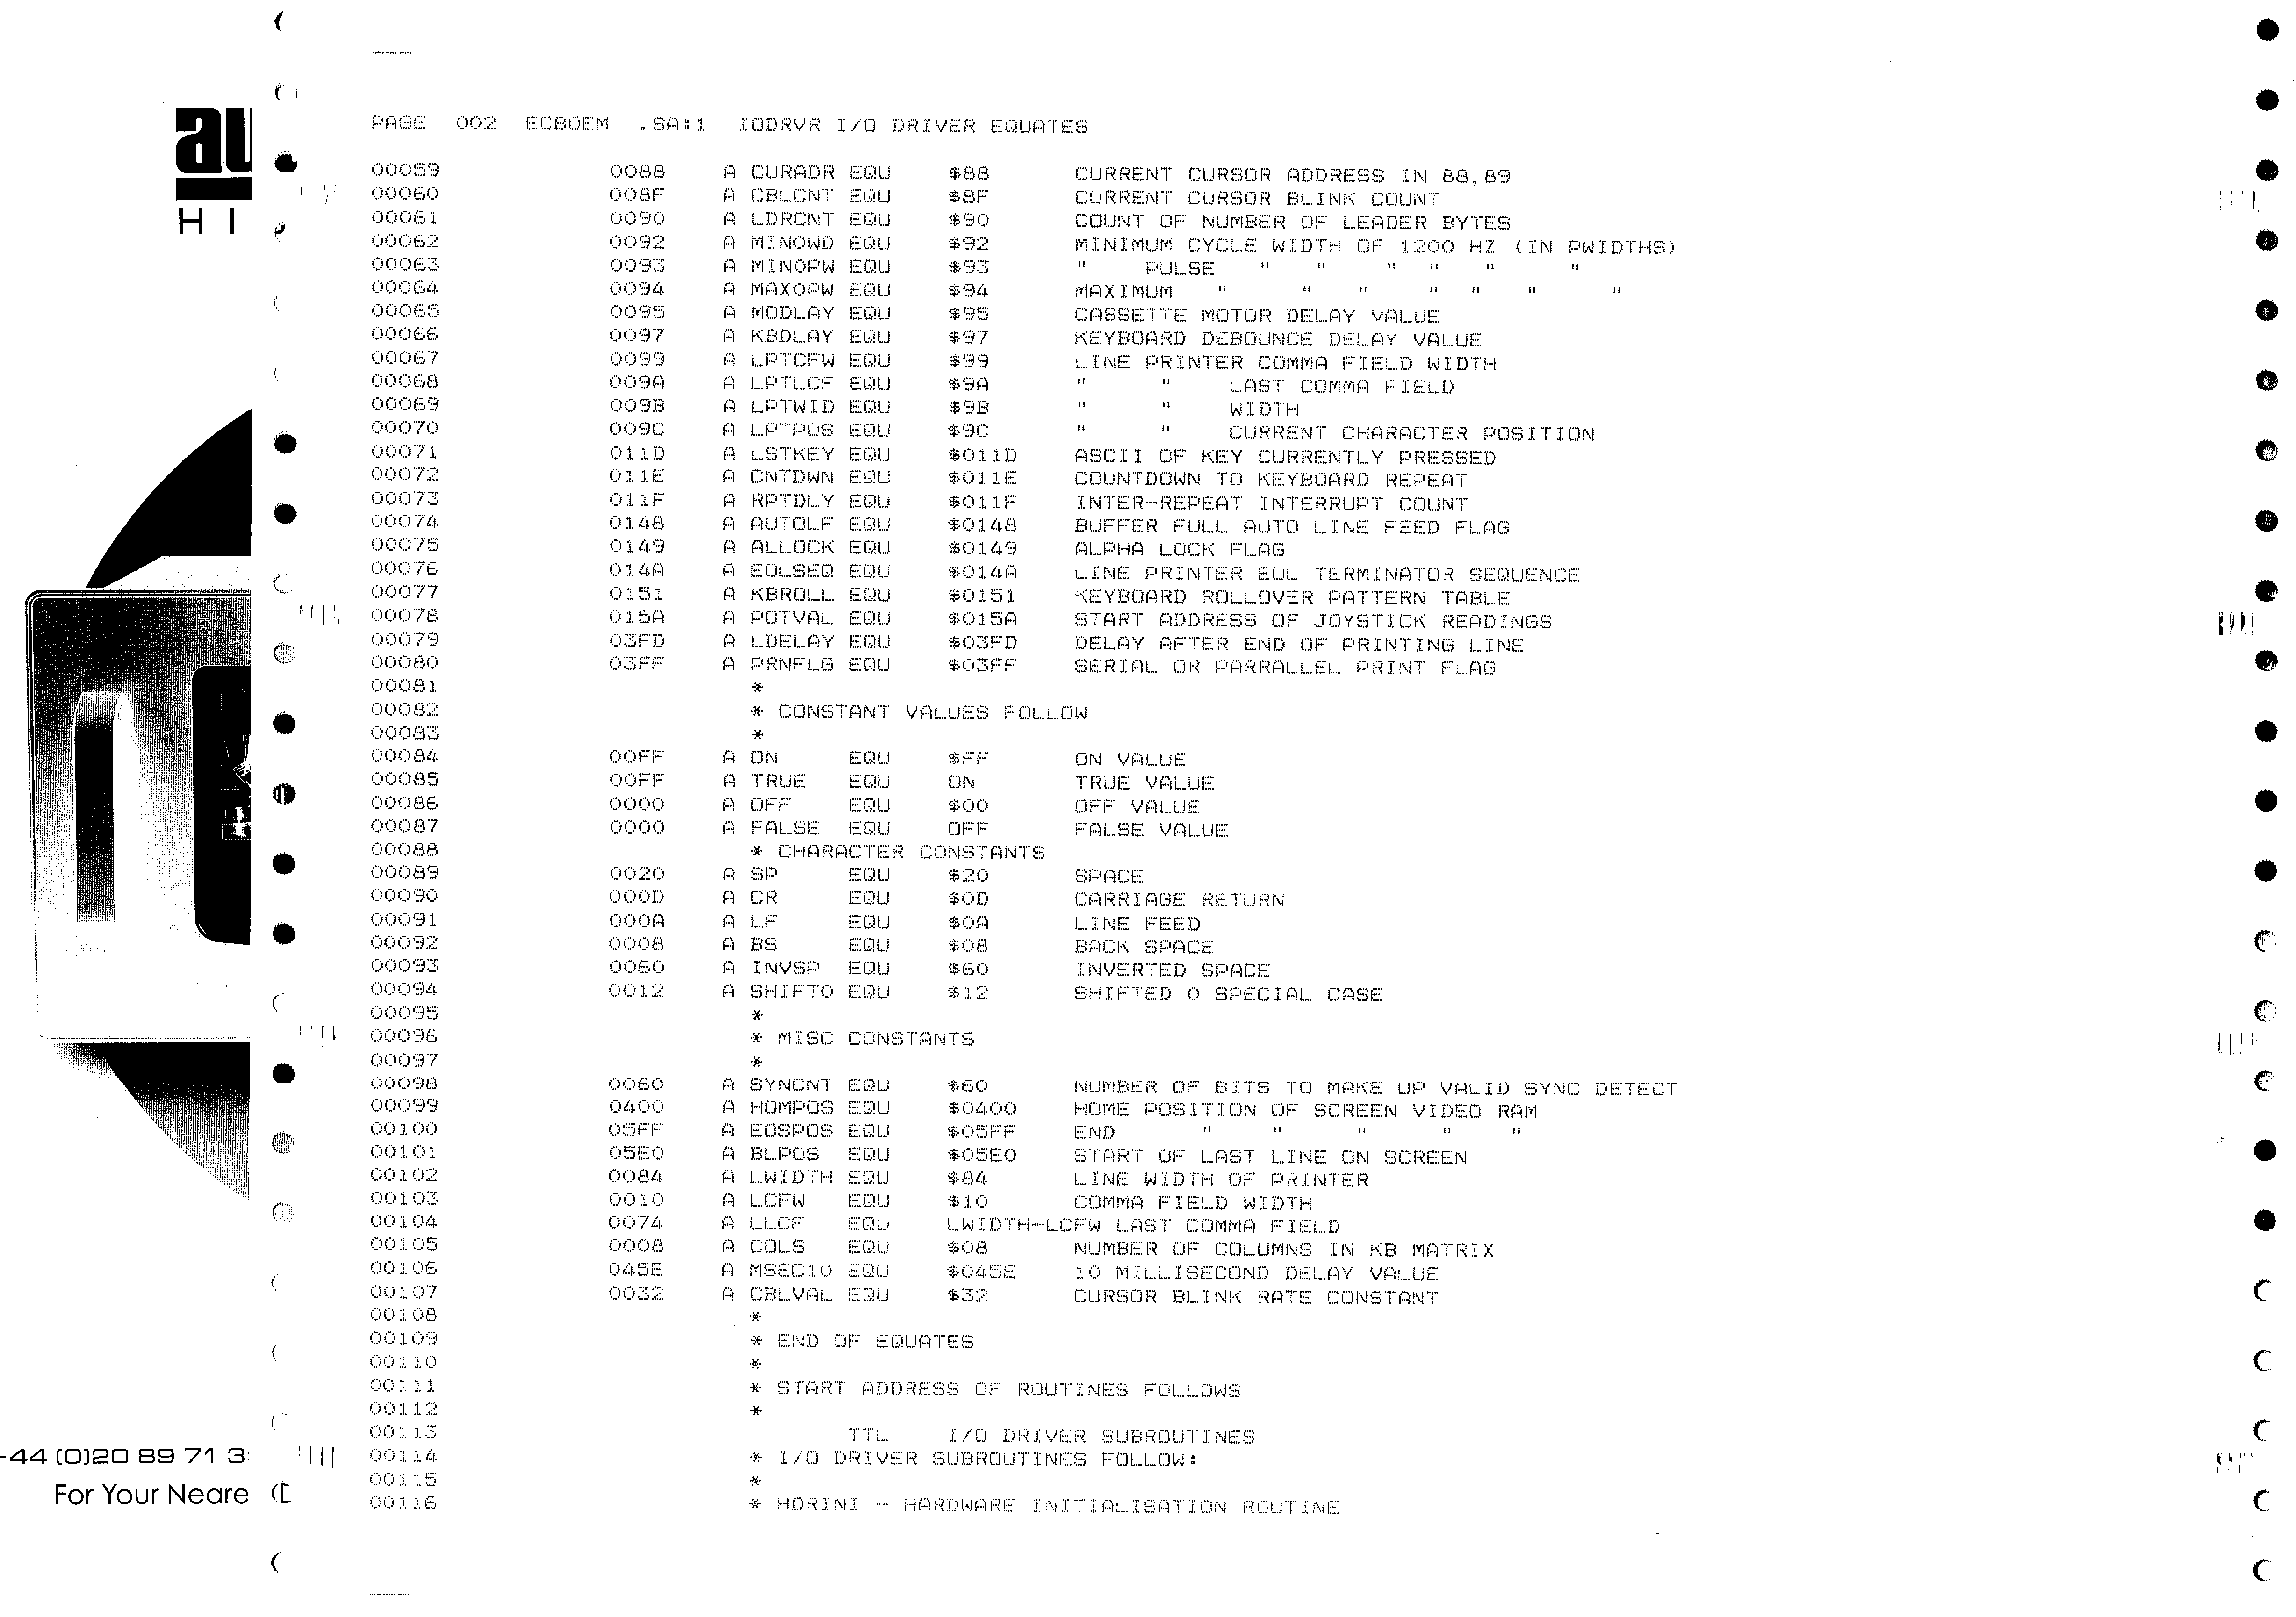 au
HI
PAGE  002  ECBOEM  .SA:1  IODRVR I/O DRIVER EQUATES
00059 0088 A CURADR EQU $88 CURRENT CURSOR ADDRESS IN 88,89
00060 008F A CBLCNT EQU $8F CURRENT CURSOR BLINK COUNT
00061 0090 A LDRCNT EQU $90 COUNT OF NUMBER OF LEADER BYTES
00062 0092 A MINOWD EQU $92 MINIMUM CYCLE WIDTH OF 1200 HZ (IN PWIDTHS)
00063 0093 A MINOPW EQU $93 " PULSE " " " " " "
00064 0094 A MAXOPW EQU $94 MAXIMUM " " " " " " "
00065 0095 A MODLAY EQU $95 CASSETTE MOTOR DELAY VALUE
00066 0097 A KBDLAY EQU $97 KEYBOARD DEBOUNCE DELAY VALUE
00067 0099 A LPTCFW EQU $99 LINE PRINTER COMMA FIELD WIDTH
00068 009A A LPTLCF EQU $9A " " LAST COMMA FIELD
00069 009B A LPTWID EQU $9B " " WIDTH
00070 009C A LPTPOS EQU $9C " " CURRENT CHARACTER POSITION
00071 011D A LSTKEY EQU $011D ASCII OF KEY CURRENTLY PRESSED
00072 011E A CNTDWN EQU $011E COUNTDOWN TO KEYBOARD REPEAT
00073 011F A RPTDLY EQU $011F INTER-REPEAT INTERRUPT COUNT
00074 0148 A AUTOLF EQU $0148 BUFFER FULL AUTO LINE FEED FLAG
00075 0149 A ALLOCK EQU $0149 ALPHA LOCK FLAG
00076 014A A EOLSEQ EQU $014A LINE PRINTER EOL TERMINATOR SEQUENCE
00077 0151 A KBROLL EQU $0151 KEYBOARD ROLLOVER PATTERN TABLE
00078 015A A POTVAL EQU $015A START ADDRESS OF JOYSTICK READINGS
00079 03FD A LDELAY EQU $03FD DELAY AFTER END OF PRINTING LINE
00080 03FF A PRNFLG EQU $03FF SERIAL OR PARRALLEL PRINT FLAG
00081 *
00082 * CONSTANT VALUES FOLLOW
00083 *
00084 00FF A ON EQU $FF ON VALUE
00085 00FF A TRUE EQU ON TRUE VALUE
00086 0000 A OFF EQU $00 OFF VALUE
00087 0000 A FALSE EQU OFF FALSE VALUE
00088 * CHARACTER CONSTANTS
00089 0020 A SP EQU $20 SPACE
00090 000D A CR EQU $0D CARRIAGE RETURN
00091 000A A LF EQU $0A LINE FEED
00092 0008 A BS EQU $08 BACK SPACE
00093 0060 A INVSP EQU $60 INVERTED SPACE
00094 0012 A SHIFTO EQU $12 SHIFTED 0 SPECIAL CASE
00095 *
00096 * MISC CONSTANTS
00097 *
00098 0060 A SYNCNT EQU $60 NUMBER OF BITS TO MAKE UP VALID SYNC DETECT
00099 0400 A HOMPOS EQU $0400 HOME POSITION OF SCREEN VIDEO RAM
00100 05FF A EOSPOS EQU $05FF END " " " " "
00101 05E0 A BLPOS EQU $05E0 START OF LAST LINE ON SCREEN
00102 0084 A LWIDTH EQU $84 LINE WIDTH OF PRINTER
00103 0010 A LCFW EQU $10 COMMA FIELD WIDTH
00104 0074 A LLCF EQU LWIDTH-LCFW LAST COMMA FIELD
00105 0008 A COLS EQU $08 NUMBER OF COLUMNS IN KB MATRIX
00106 045E A MSEC10 EQU $045E 10 MILLISECOND DELAY VALUE
00107 0032 A CBLVAL EQU $32 CURSOR BLINK RATE CONSTANT
00108 *
00109 * END OF EQUATES
00110 *
00111 * START ADDRESS OF ROUTINES FOLLOWS
00112 *
00113 TTL I/O DRIVER SUBROUTINES
00114 * I/O DRIVER SUBROUTINES FOLLOW:
00115 *
00116 * HDRINI - HARDWARE INITIALISATION ROUTINE
-44 (0)20 89 71 3
For Your Neare